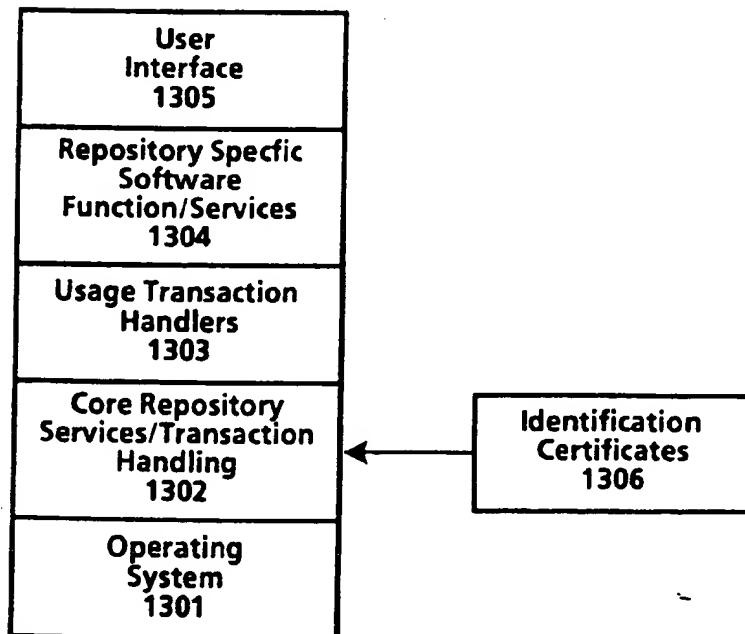 User
Interface
1305
Repository Specfic
Software
Function/Services
1304
Usage Transaction
Handlers
1303
Core Repository
Services/Transaction
Handling
1302
Identification
Certificates
1306
Operating
System
1301